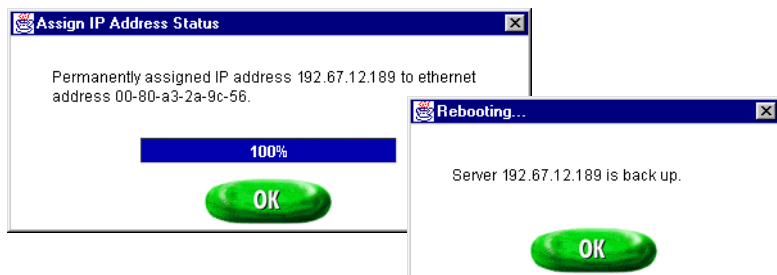 Assign IP Address Status
Permanently assigned IP address 192.67.12.189 to ethernet
address 00-80-a3-2a-9c-56.
100%
OK
Rebooting...
Server 192.67.12.189 is back up.
OK